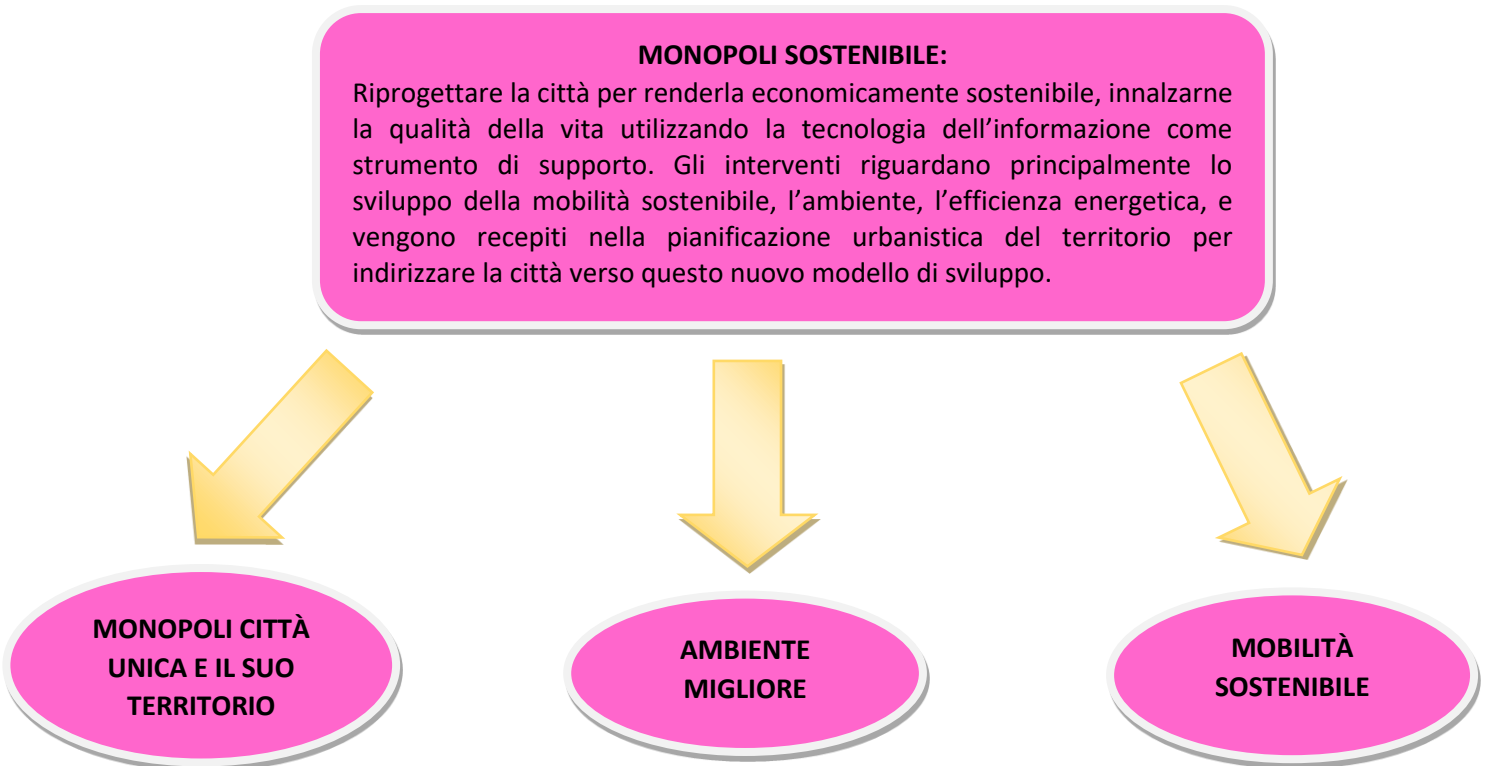 MONOPOLI SOSTENIBILE:
Riprogettare la città per renderla economicamente sostenibile, innalzarne
la qualità della vita utilizzando la tecnologia dell’informazione come
strumento di supporto. Gli interventi riguardano principalmente lo
sviluppo della mobilità sostenibile, l’ambiente, l’efficienza energetica, e
vengono recepiti nella pianificazione urbanistica del territorio per
indirizzare la città verso questo nuovo modello di sviluppo.
MONOPOLI CITTÀ
UNICA E IL SUO
TERRITORIO
AMBIENTE
MIGLIORE
MOBILITÀ
SOSTENIBILE